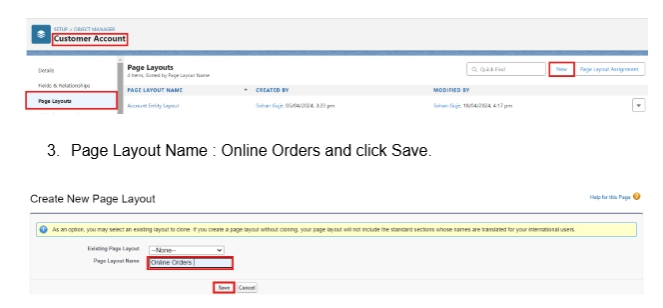 SETUP > OBJECT MANAGER
Customer Account
Details
Fields & Relationships
Page Layouts
Page Layouts
4 items, Sorted by Page Layout Name
Quick Find
New
Page Layout Assignment
PAGE LAYOUT NAME
CREATED BY
MODIFIED BY
Account Entity Layout
05/04/2024, 3:23 pm
18/04/2024, 4:17 pm
3. Page Layout Name : Online Orders and click Save.
Create New Page Layout
Help for this Page
As an option, you may select an existing layout to clone. If you create a page layout without cloning, your page layout will not include the standard sections whose names are translated for your international users.
Existing Page Layout --None--
Page Layout Name Online Orders
Save Cancel